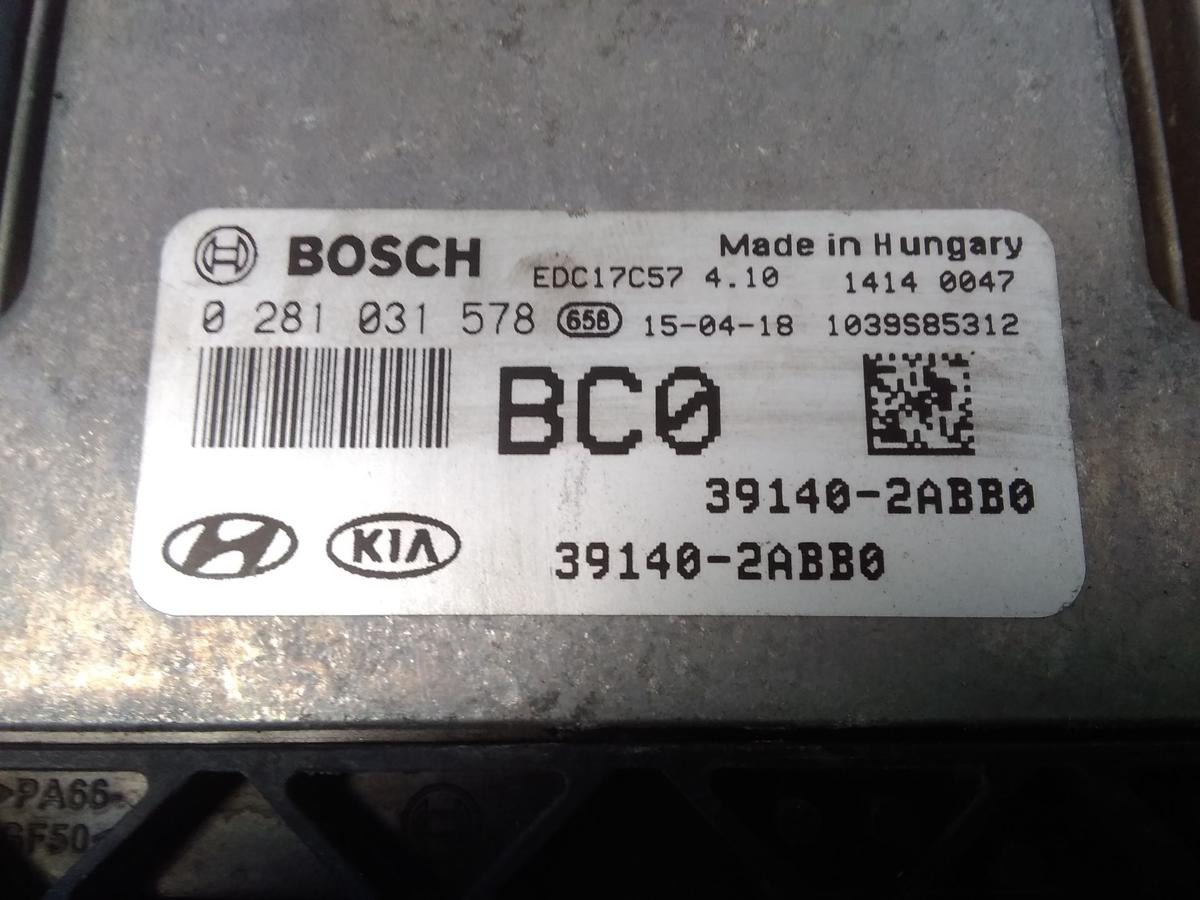 BOSCH
Made in Hungary
EDC17C57 4.10
1414 0047
0 281 031 578
658
15-04-18
1039S85312
BC0
39140-2ABB0
KIA
39140-2ABB0
>PA66-
GF50<